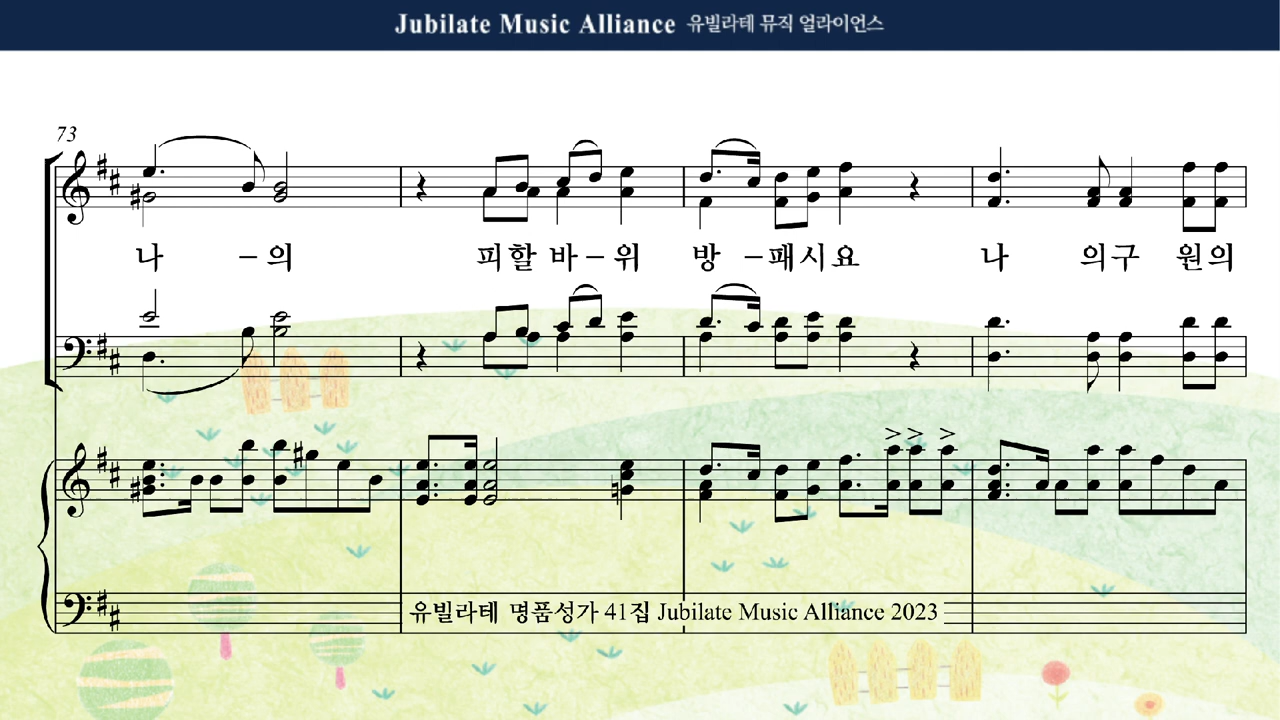 Jubilate Music Alliance 유빌라테 뮤직 얼라이언스
73
나 – 의 피할 바 – 위 방 – 패시요 나 의구 원의
유빌라테 명품성가 41집 Jubilate Music Alliance 2023